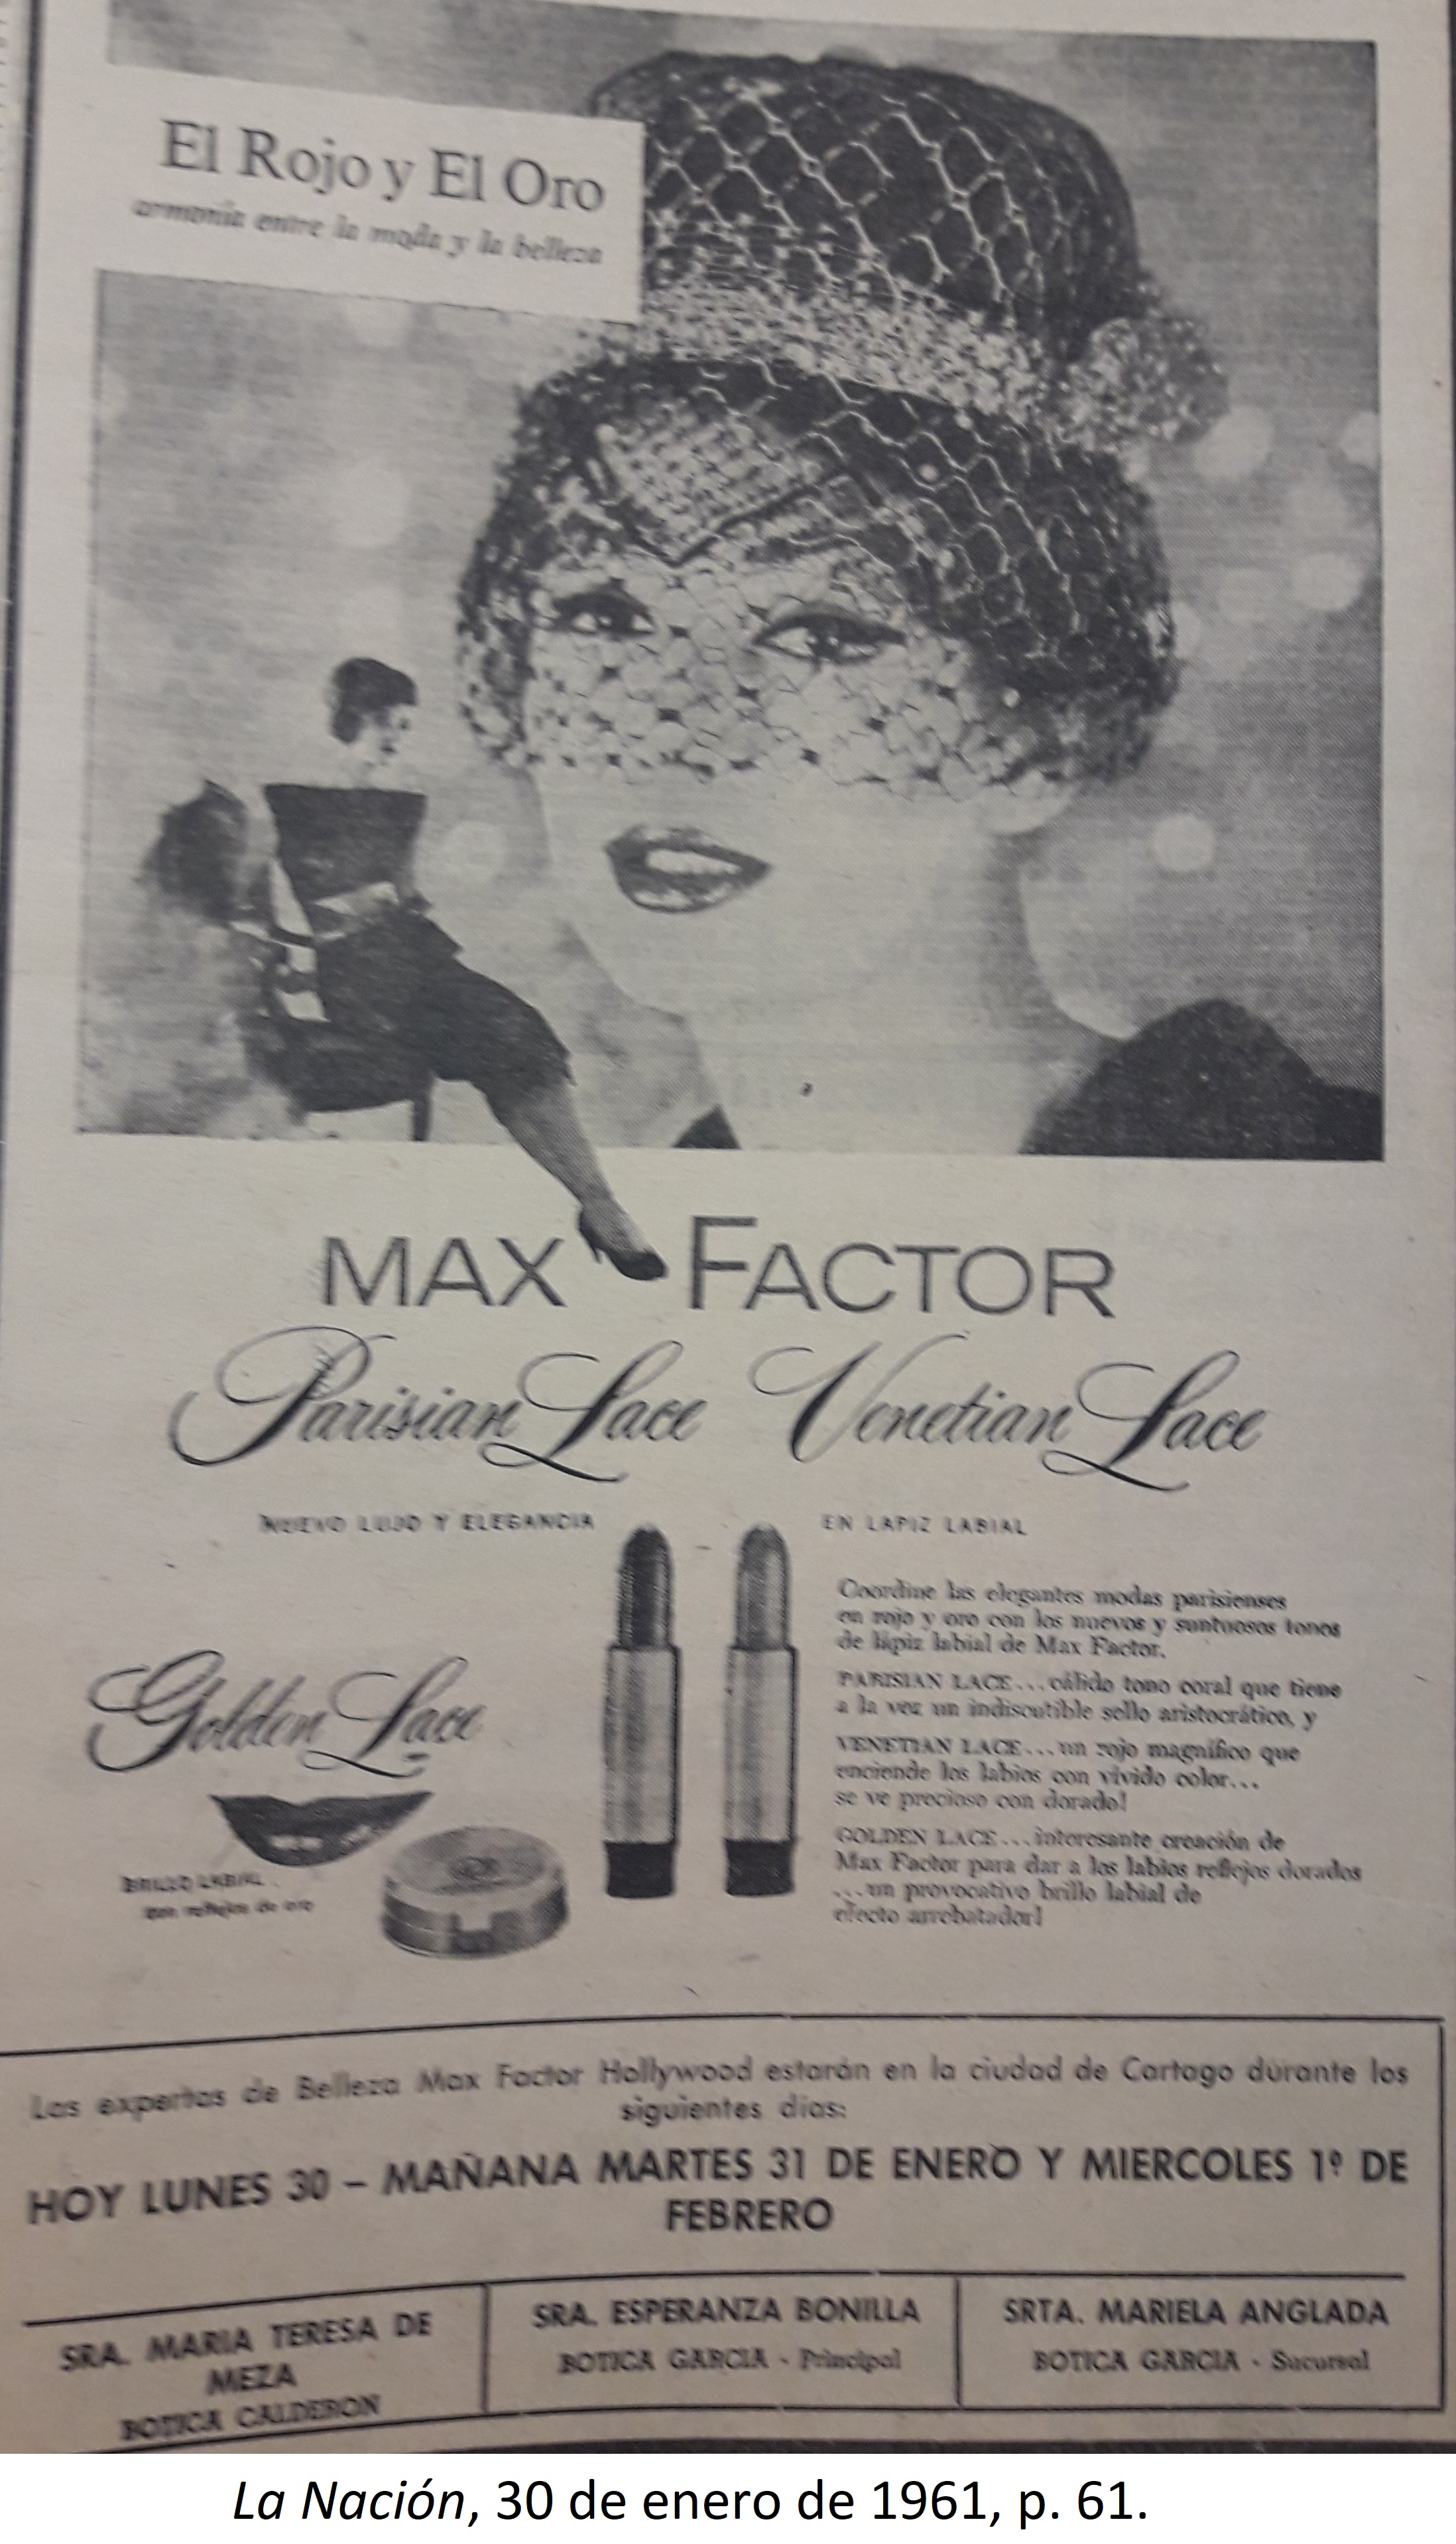 El Rojo y El Oro
armonía entre la moda y la belleza
MAX FACTOR
Parisian Lace Venetian Lace
NUEVO LUJO Y ELEGANCIA EN LAPIZ LABIAL
Coordine las elegantes modas parisienses
en rojo y oro con los nuevos y suntuosos tonos
de lápiz labial de Max Factor.
PARISIAN LACE...cálido tono coral que tiene
a la vez un indiscutible sello aristocrático, y
VENETIAN LACE...un rojo magnífico que
enciende los labios con vívido color...
se ve precioso con dorado!
GOLDEN LACE...interesante creación de
Max Factor para dar a los labios reflejos dorados
...un provocativo brillo labial de
efecto arrebatador!
Golden Lace
BRILLO LABIAL
con reflejos de oro
Las expertas de Belleza Max Factor Hollywood estarán en la ciudad de Cartago durante los
siguientes días:
HOY LUNES 30 – MAÑANA MARTES 31 DE ENERO Y MIERCOLES 1º DE
FEBRERO
SRA. MARIA TERESA DE
MEZA
BOTICA CALDERON
SRA. ESPERANZA BONILLA
BOTICA GARCIA - Principal
SRTA. MARIELA ANGLADA
BOTICA GARCIA - Sucursal
La Nación, 30 de enero de 1961, p. 61.